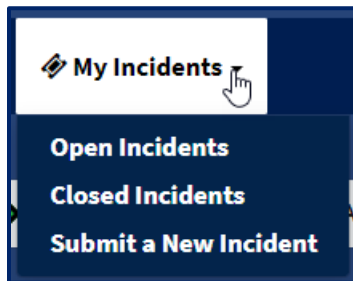 My Incidents
Open Incidents
Closed Incidents
Submit a New Incident